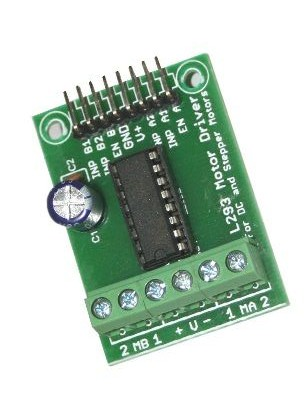 INP B1
INP B2
EN B
GND
V+
INP A2
INP A1
EN A
C2
C1
L293 Motor Drivers
for DC and Stepper Motors
2 MB 1 + V - 1 MA 2